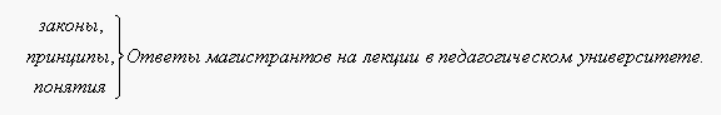 законы,
принципы,
понятия
Ответы магистрантов на лекции в педагогическом университете.